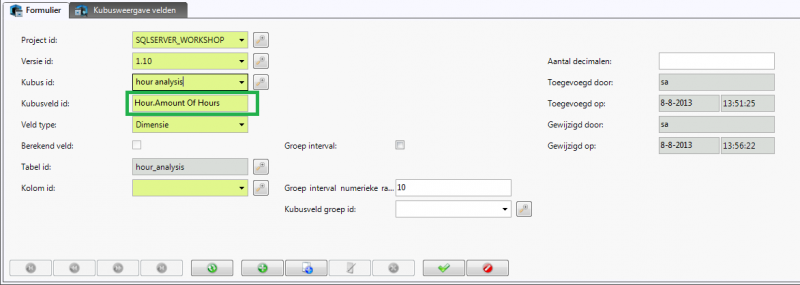 Formulier Kubusweergave velden
Project id: SQLSERVER_WORKSHOP
Versie id: 1.10 Aantal decimalen:
Kubus id: hour analysis Toegevoegd door: sa
Kubusveld id: Hour.Amount Of Hours Toegevoegd op: 8-8-2013 13:51:25
Veld type: Dimensie Gewijzigd door: sa
Berekend veld: Groep interval: Gewijzigd op: 8-8-2013 13:56:22
Tabel id: hour_analysis
Kolom id: Groep interval numerieke ra... 10
Kubusveld groep id: